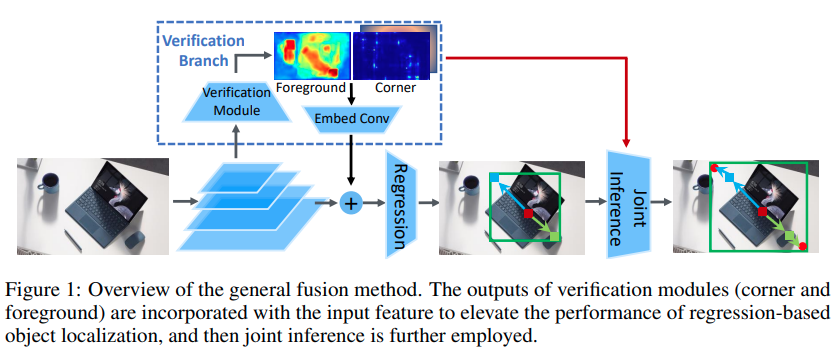 Verification
Branch
Foreground
Corner
Verification
Module
Embed Conv
+
Regression
Joint
Inference
Figure 1: Overview of the general fusion method. The outputs of verification modules (corner and
foreground) are incorporated with the input feature to elevate the performance of regression-based
object localization, and then joint inference is further employed.